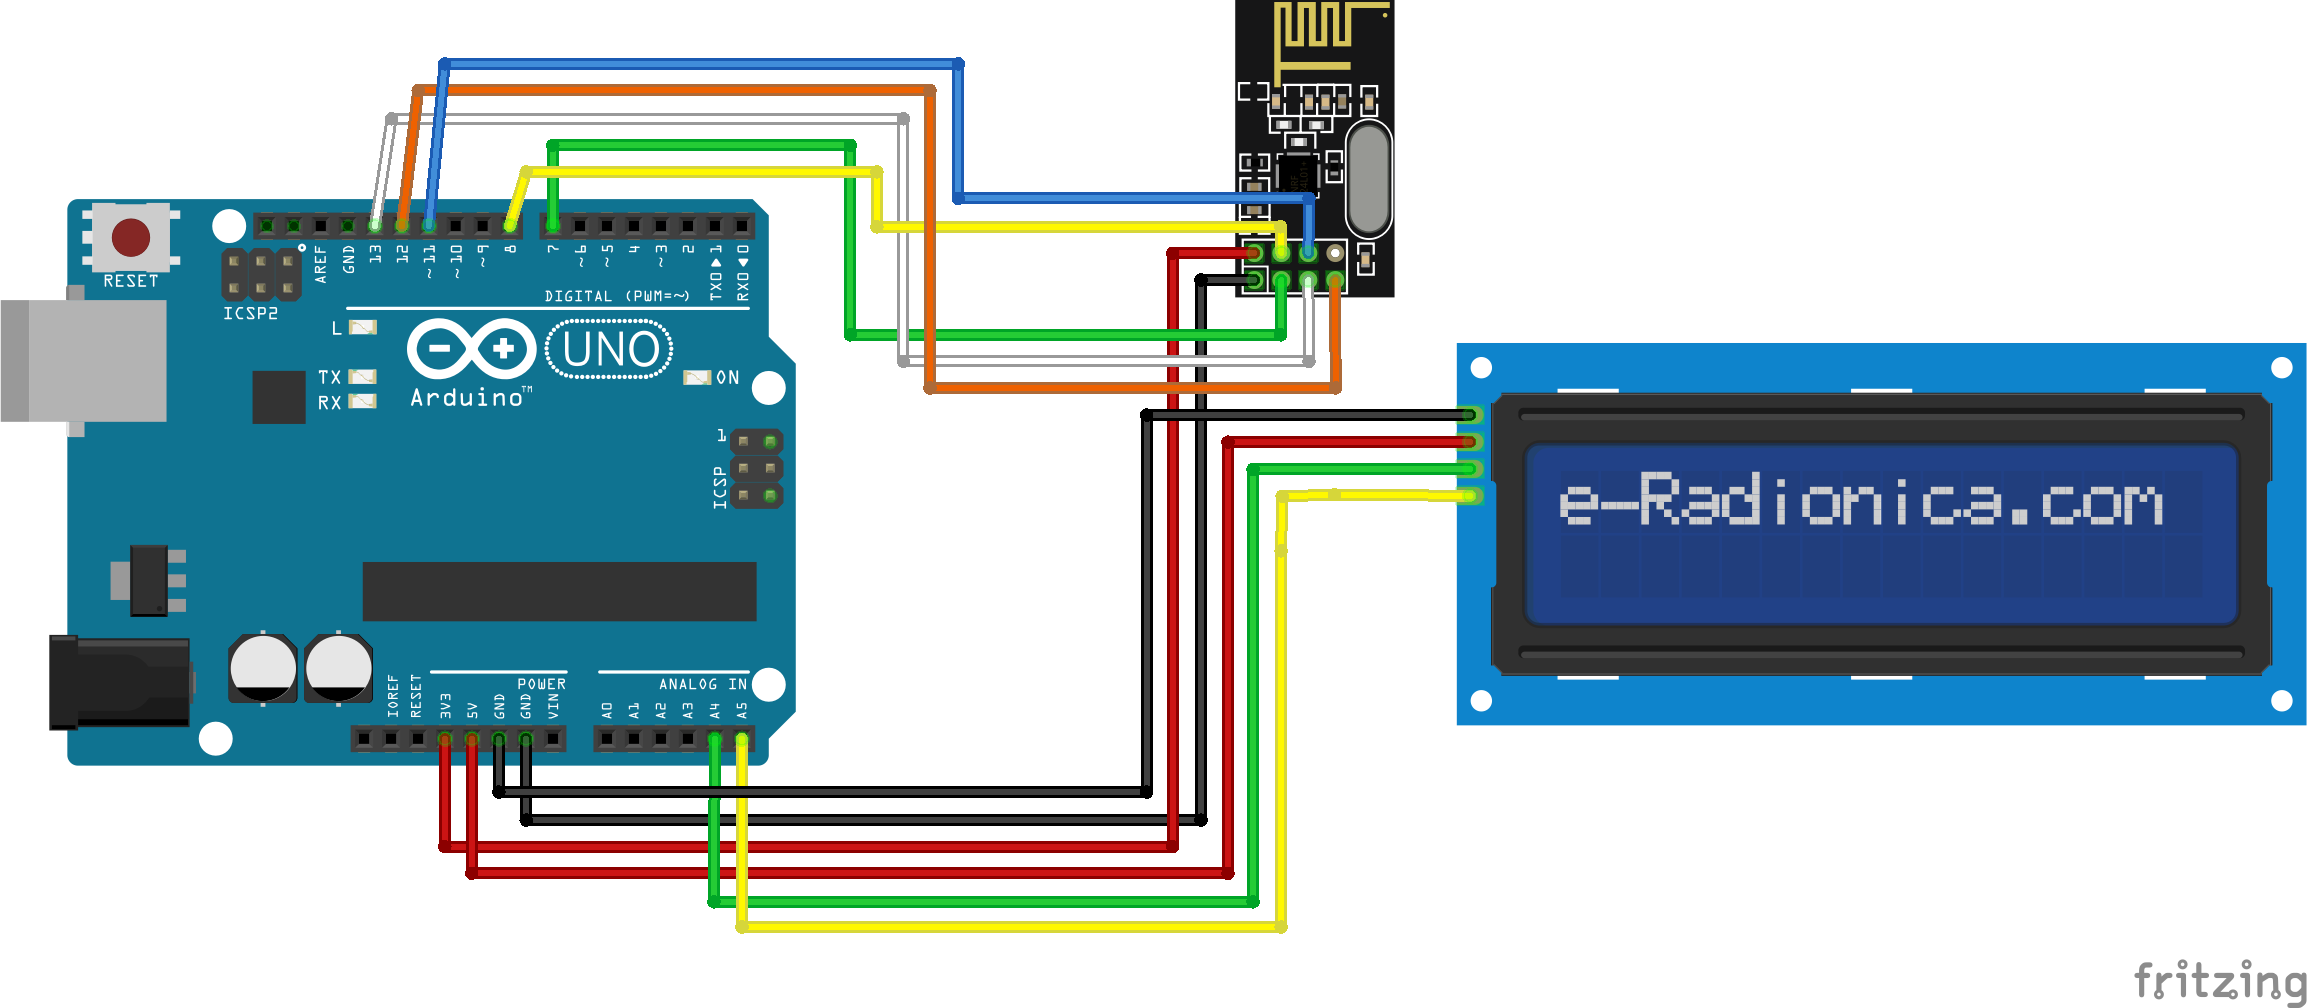 RESET
ICSP2
AREF
GND
13
12
~11
~10
~9
8
7
~6
~5
4
~3
2
TX0▶1
RX0◀0
DIGITAL (PWM=~)
L
TX
RX
UNO
Arduino™
ON
1
ICSP
e-Radionica.com
POWER
ANALOG IN
IOREF
RESET
3V3
5V
GND
GND
VIN
A0
A1
A2
A3
A4
A5
fritzing